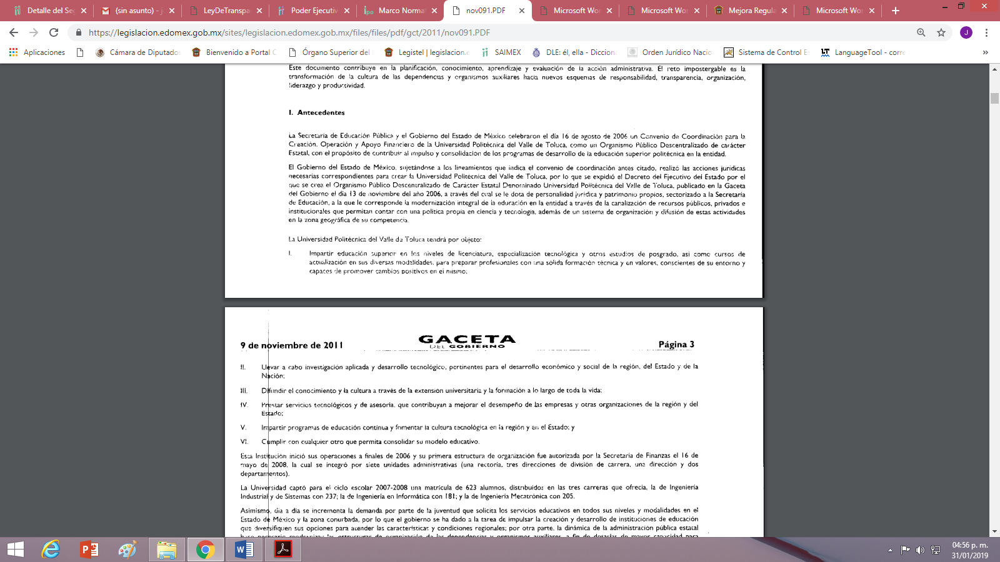 Detalle del Seg
(sin asunto) - j
LeyDeTranspa
Poder Ejecutiv
Marco Normat
nov091.PDF
Microsoft Wor
Microsoft Wor
Mejora Regula
Microsoft Wor
https://legislacion.edomex.gob.mx/sites/legislacion.edomex.gob.mx/files/files/pdf/gct/2011/nov091.PDF
J
Aplicaciones
Cámara de Diputados
Bienvenido a Portal C
Órgano Superior del
Legistel | legislacion.e
SAIMEX
DLE: él, ella - Diccion
Orden Jurídico Nacio
Sistema de Control Es
LanguageTool - corre
Este documento contribuye en la planificación, conocimiento, aprendizaje y evaluación de la acción administrativa. El reto impostergable es la
transformación de la cultura de las dependencias y organismos auxiliares hacia nuevos esquemas de responsabilidad, transparencia, organización,
liderazgo y productividad.
I. Antecedentes
La Secretaría de Educación Pública y el Gobierno del Estado de México celebraron el día 16 de agosto de 2006 un Convenio de Coordinación para la
Creación, Operación y Apoyo Financiero de la Universidad Politécnica del Valle de Toluca, como un Organismo Público Descentralizado de carácter
Estatal, con el propósito de contribuir al impulso y consolidación de los programas de desarrollo de la educación superior politécnica en la entidad.
El Gobierno del Estado de México, sujetándose a los lineamientos que indica el convenio de coordinación antes citado, realizó las acciones jurídicas
necesarias correspondientes para crear la Universidad Politécnica del Valle de Toluca, por lo que se expidió el Decreto del Ejecutivo del Estado por el
que se crea el Organismo Público Descentralizado de Carácter Estatal Denominado Universidad Politécnica del Valle de Toluca, publicado en la Gaceta
del Gobierno el día 13 de noviembre del año 2006, a través del cual se le dota de personalidad jurídica y patrimonio propios, sectorizado a la Secretaría
de Educación, a la que le corresponde la modernización integral de la educación en la entidad a través de la canalización de recursos públicos, privados e
institucionales que permitan contar con una política propia en ciencia y tecnología, además de un sistema de organización y difusión de estas actividades
en la zona geográfica de su competencia.
La Universidad Politécnica del Valle de Toluca tendrá por objeto:
I. Impartir educación superior en los niveles de licenciatura, especialización tecnológica y otros estudios de posgrado, así como cursos de
actualización en sus diversas modalidades, para preparar profesionales con una sólida formación técnica y en valores, conscientes de su entorno y
capaces de promover cambios positivos en el mismo;
9 de noviembre de 2011
GACETA
DEL GOBIERNO
Página 3
II. Llevar a cabo investigación aplicada y desarrollo tecnológico, pertinentes para el desarrollo económico y social de la región, del Estado y de la
Nación;
III. Difundir el conocimiento y la cultura a través de la extensión universitaria y la formación a lo largo de toda la vida;
IV. Prestar servicios tecnológicos y de asesoría, que contribuyan a mejorar el desempeño de las empresas y otras organizaciones de la región y del
Estado;
V. Impartir programas de educación continua y fomentar la cultura tecnológica en la región y en el Estado; y
VI. Cumplir con cualquier otro que permita consolidar su modelo educativo.
Esta Institución inició sus operaciones a finales de 2006 y su primera estructura de organización fue autorizada por la Secretaría de Finanzas el 16 de
mayo de 2008, la cual se integró por siete unidades administrativas (una rectoría, tres direcciones de división de carrera, una dirección y dos
departamentos).
La Universidad captó para el ciclo escolar 2007-2008 una matrícula de 623 alumnos, distribuidos en las tres carreras que ofrecía, la de Ingeniería
Industrial y de Sistemas con 237; la de Ingeniería en Informática con 181; y la de Ingeniería Mecatrónica con 205.
Asimismo, día a día se incrementa la demanda por parte de la juventud que solicita los servicios educativos en todos sus niveles y modalidades en el
Estado de México y la zona conurbada, por lo que el gobierno se ha dado a la tarea de impulsar la creación y desarrollo de instituciones de educación
que diversifiquen sus opciones para atender las características y condiciones regionales; por otra parte, la dinámica de la administración pública estatal
hace necesario modernizar las estructuras de organización de las dependencias y organismos auxiliares, a fin de dotarlas de mayor capacidad para
04:56 p. m.
31/01/2019